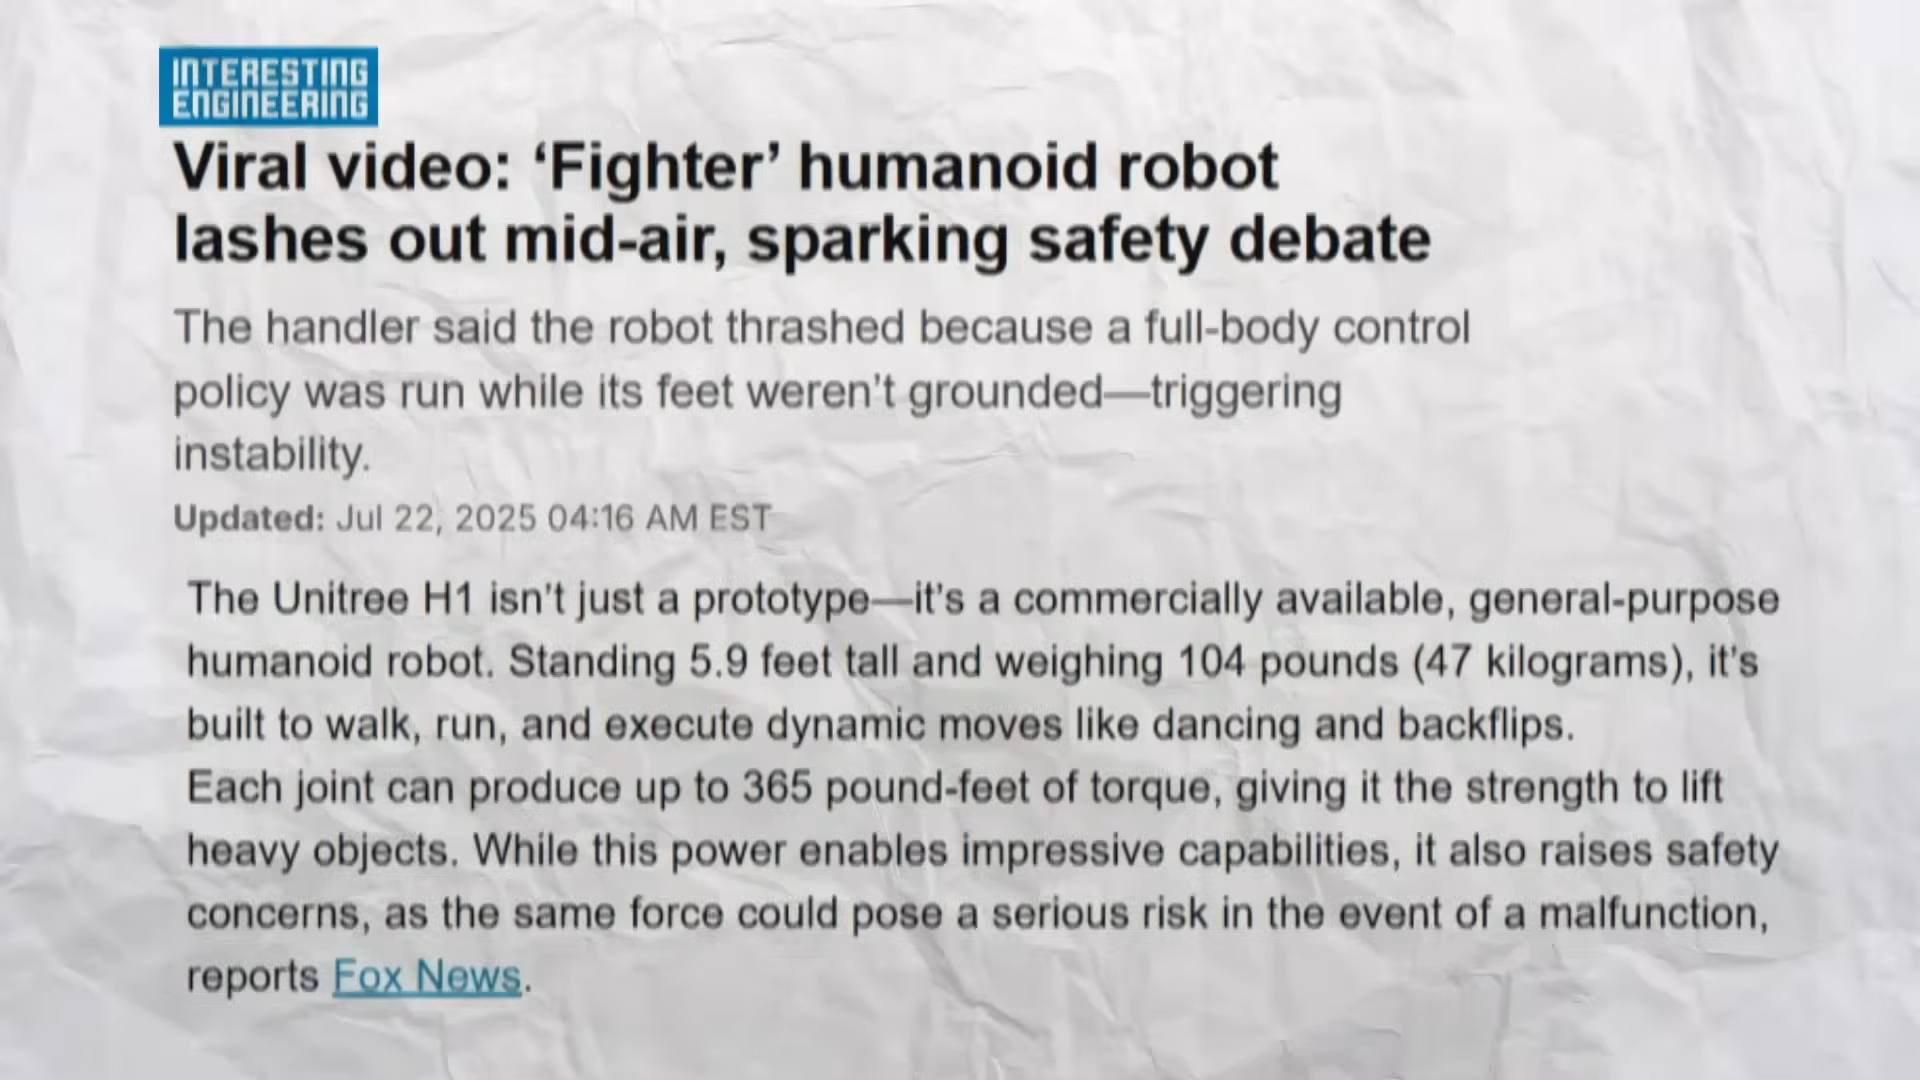 INTERESTING
ENGINEERING
Viral video: ‘Fighter’ humanoid robot
lashes out mid-air, sparking safety debate
The handler said the robot thrashed because a full-body control
policy was run while its feet weren’t grounded—triggering
instability.
Updated: Jul 22, 2025 04:16 AM EST
The Unitree H1 isn’t just a prototype—it’s a commercially available, general-purpose
humanoid robot. Standing 5.9 feet tall and weighing 104 pounds (47 kilograms), it’s
built to walk, run, and execute dynamic moves like dancing and backflips.
Each joint can produce up to 365 pound-feet of torque, giving it the strength to lift
heavy objects. While this power enables impressive capabilities, it also raises safety
concerns, as the same force could pose a serious risk in the event of a malfunction,
reports Fox News.